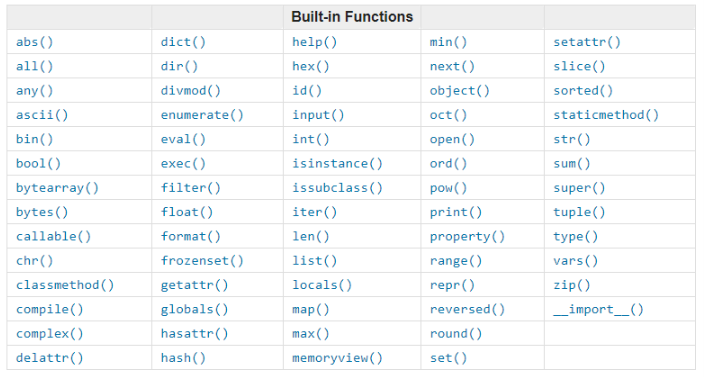 Built-in Functions
abs() dict() help() min() setattr()
all() dir() hex() next() slice()
any() divmod() id() object() sorted()
ascii() enumerate() input() oct() staticmethod()
bin() eval() int() open() str()
bool() exec() isinstance() ord() sum()
bytearray() filter() issubclass() pow() super()
bytes() float() iter() print() tuple()
callable() format() len() property() type()
chr() frozenset() list() range() vars()
classmethod() getattr() locals() repr() zip()
compile() globals() map() reversed() __import__()
complex() hasattr() max() round()
delattr() hash() memoryview() set()